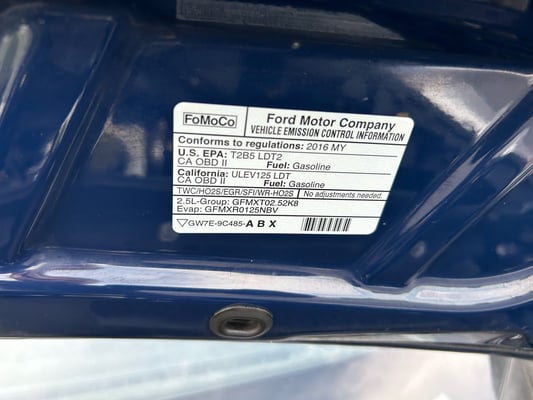 FoMoCo
Ford Motor Company
VEHICLE EMISSION CONTROL INFORMATION
Conforms to regulations: 2016 MY
U.S. EPA: T2B5 LDT2
CA OBD II Fuel: Gasoline
California: ULEV125 LDT
CA OBD II Fuel: Gasoline
TWC/HO2S/EGR/SFI/WR-HO2S No adjustments needed.
2.5L-Group: GFMXT02.52K8
Evap: GFMXR0125NBV
GW7E-9C485-ABX